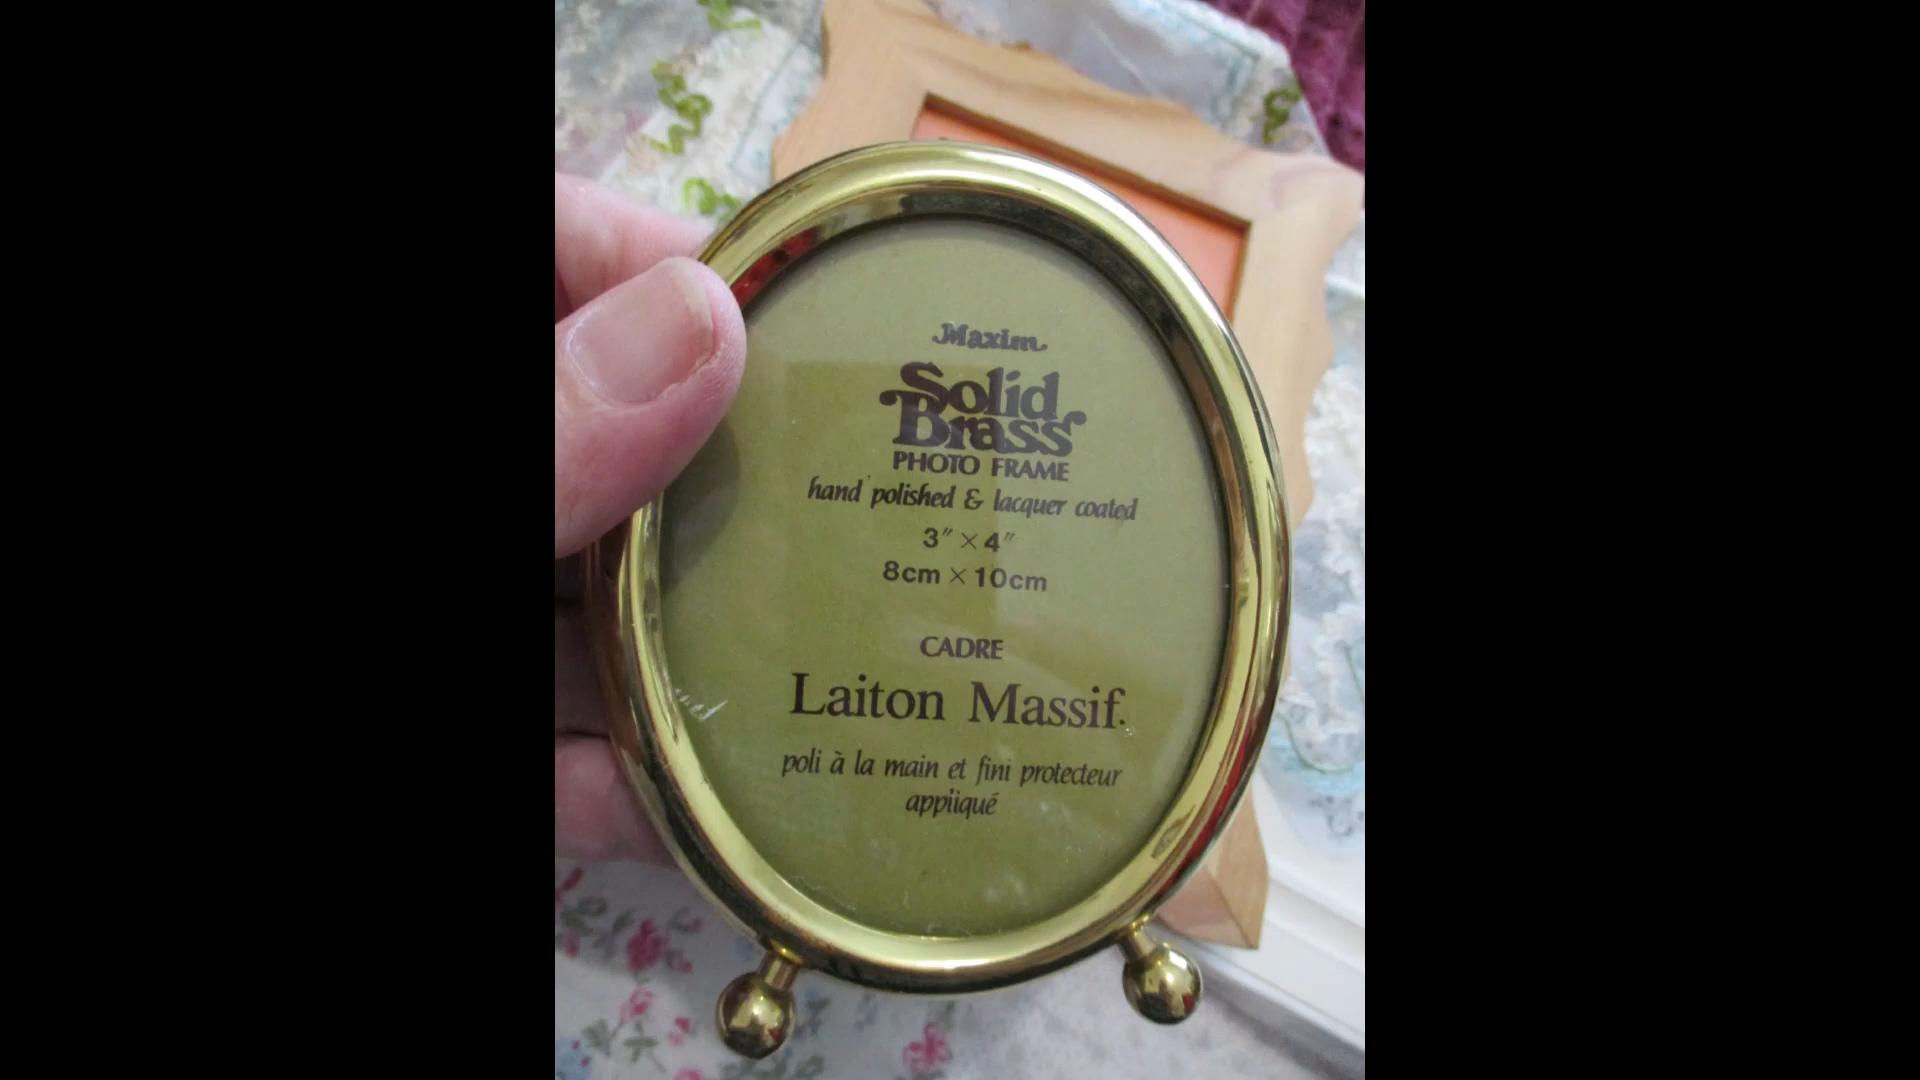 Maxim
Solid
Brass
PHOTO FRAME
hand polished & lacquer coated
3" × 4"
8cm × 10cm
CADRE
Laiton Massif.
poli à la main et fini protecteur
appiiqué